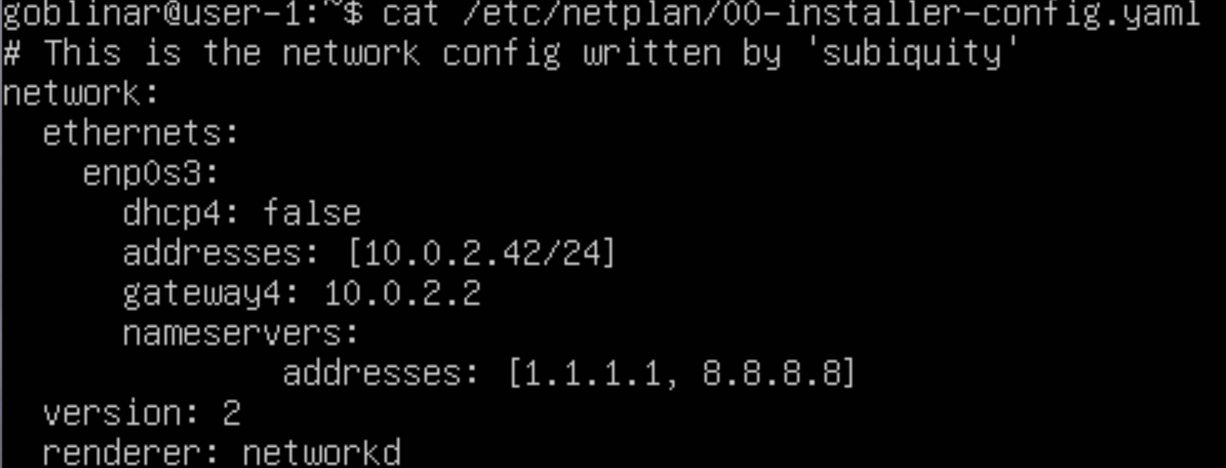 goblinar@user-1:~$ cat /etc/netplan/00-installer-config.yaml
# This is the network config written by 'subiquity'
network:
  ethernets:
    enp0s3:
      dhcp4: false
      addresses: [10.0.2.42/24]
      gateway4: 10.0.2.2
      nameservers:
              addresses: [1.1.1.1, 8.8.8.8]
  version: 2
  renderer: networkd